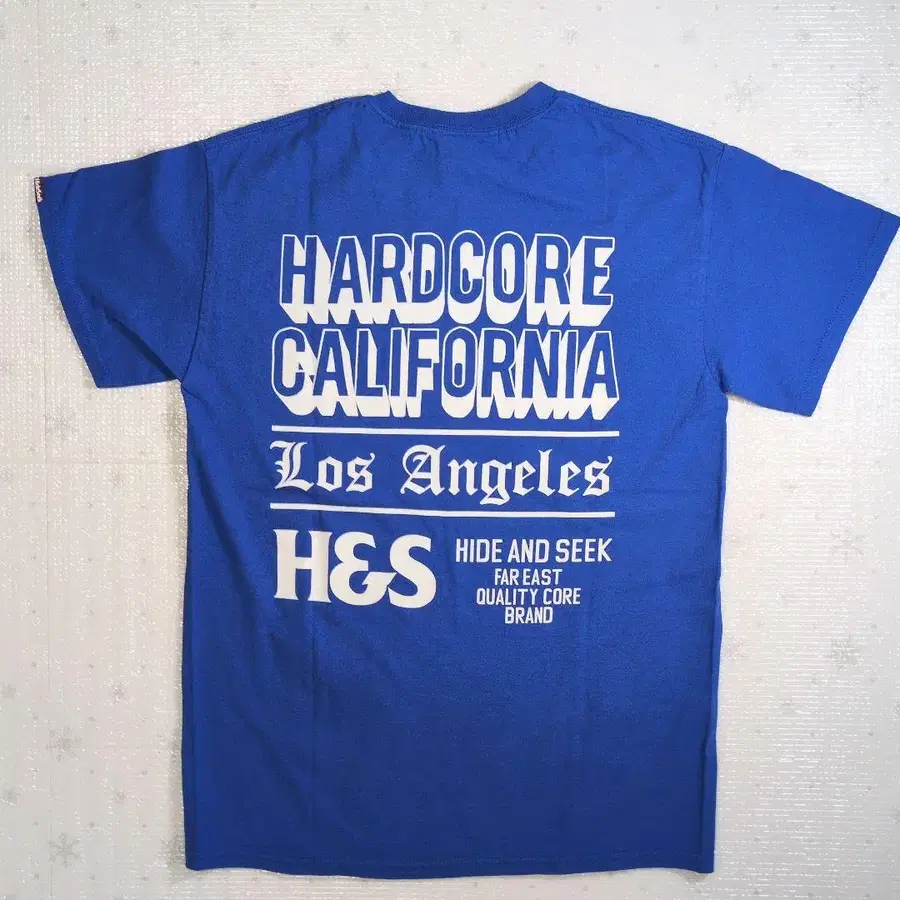 HARDCORE
CALIFORNIA
Los Angeles
H&S
HIDE AND SEEK
FAR EAST
QUALITY CORE
BRAND